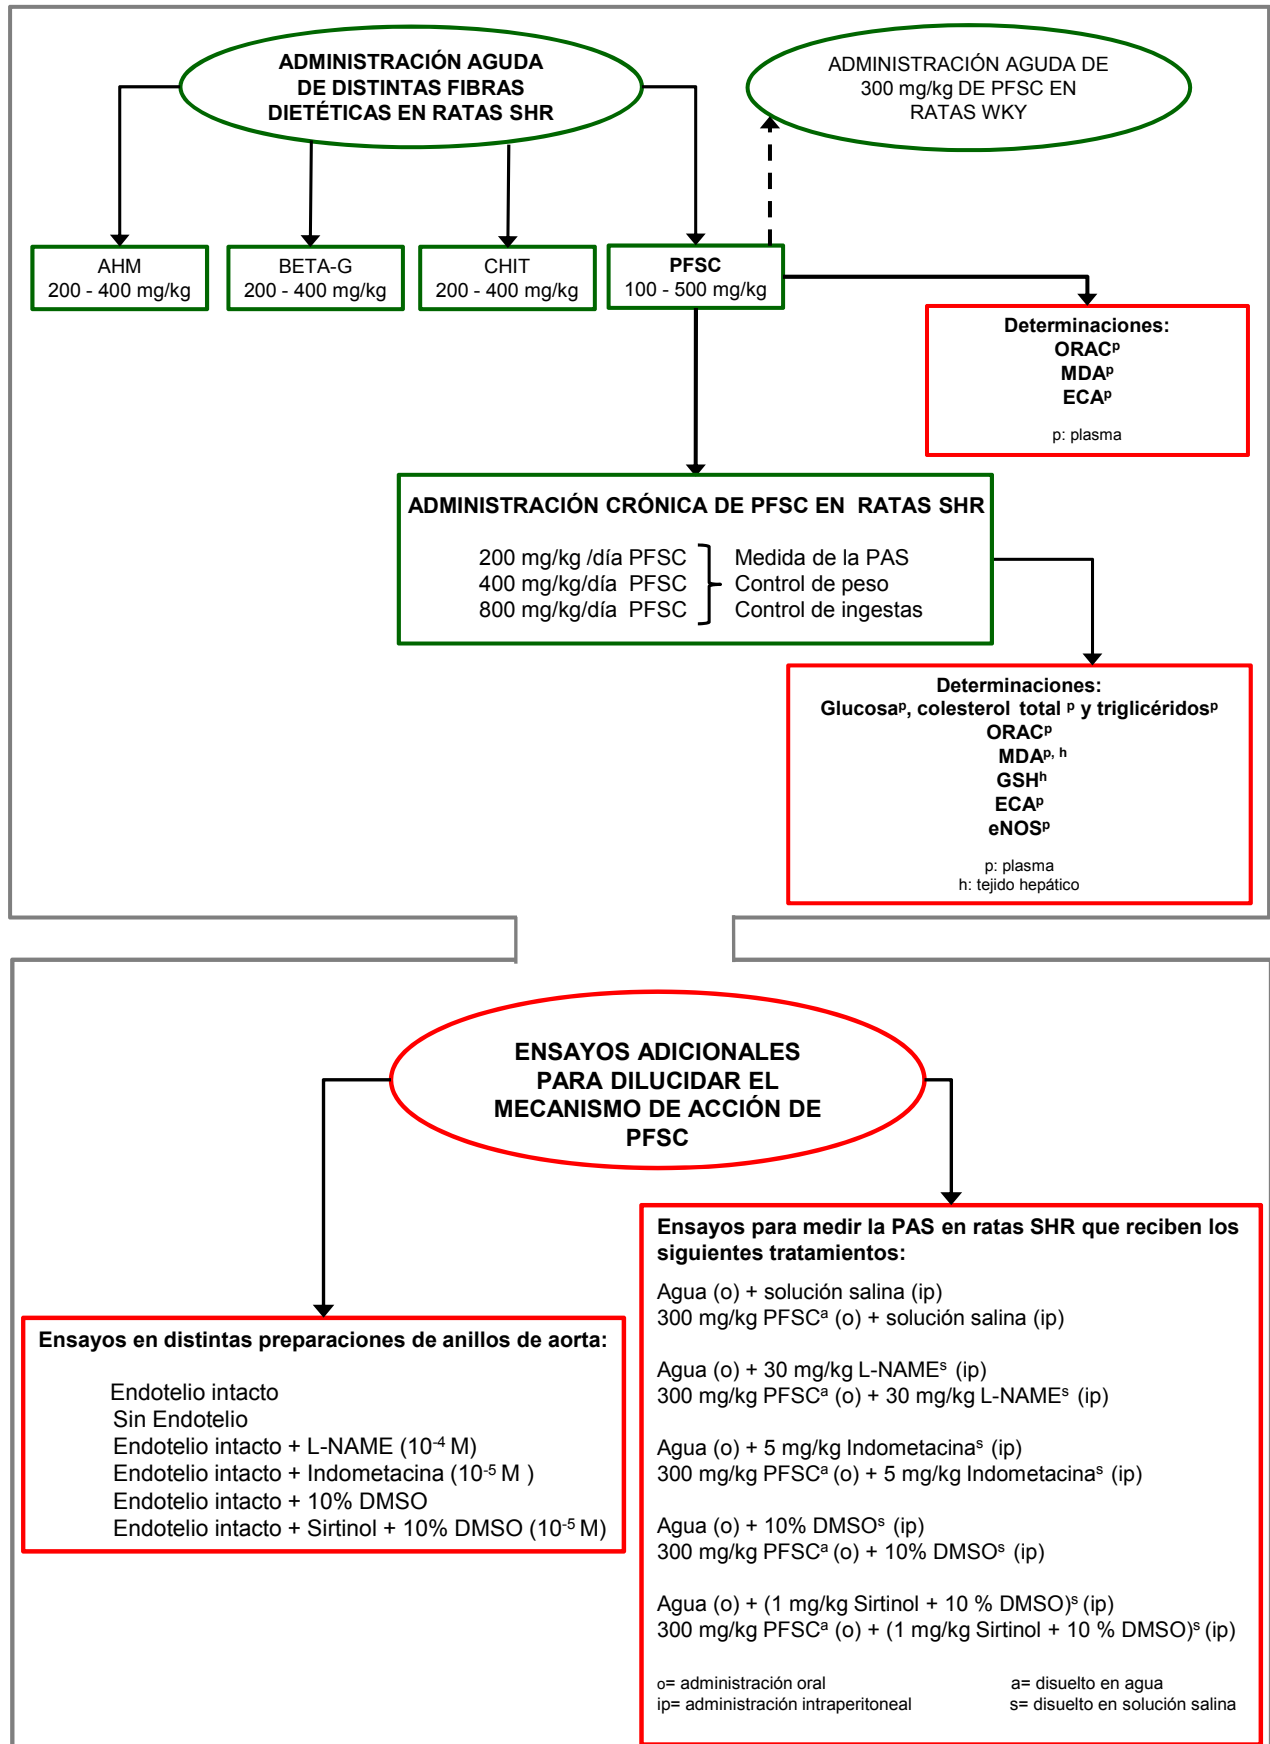 ADMINISTRACIÓN AGUDA
DE DISTINTAS FIBRAS
DIETÉTICAS EN RATAS SHR
ADMINISTRACIÓN AGUDA DE
300 mg/kg DE PFSC EN
RATAS WKY
AHM
200 - 400 mg/kg
BETA-G
200 - 400 mg/kg
CHIT
200 - 400 mg/kg
PFSC
100 - 500 mg/kg
Determinaciones:
ORACᵖ
MDAᵖ
ECAᵖ
p: plasma
ADMINISTRACIÓN CRÓNICA DE PFSC EN RATAS SHR
200 mg/kg /día PFSC
400 mg/kg/día PFSC
800 mg/kg/día PFSC
Medida de la PAS
Control de peso
Control de ingestas
Determinaciones:
Glucosaᵖ, colesterol total ᵖ y triglicéridosᵖ
ORACᵖ
MDAᵖ, ʰ
GSHʰ
ECAᵖ
eNOSᵖ
p: plasma
h: tejido hepático
ENSAYOS ADICIONALES
PARA DILUCIDAR EL
MECANISMO DE ACCIÓN DE
PFSC
Ensayos en distintas preparaciones de anillos de aorta:
Endotelio intacto
Sin Endotelio
Endotelio intacto + L-NAME (10⁻⁴ M)
Endotelio intacto + Indometacina (10⁻⁵ M )
Endotelio intacto + 10% DMSO
Endotelio intacto + Sirtinol + 10% DMSO (10⁻⁵ M)
Ensayos para medir la PAS en ratas SHR que reciben los
siguientes tratamientos:
Agua (o) + solución salina (ip)
300 mg/kg PFSCᵃ (o) + solución salina (ip)
Agua (o) + 30 mg/kg L-NAMEˢ (ip)
300 mg/kg PFSCᵃ (o) + 30 mg/kg L-NAMEˢ (ip)
Agua (o) + 5 mg/kg Indometacinaˢ (ip)
300 mg/kg PFSCᵃ (o) + 5 mg/kg Indometacinaˢ (ip)
Agua (o) + 10% DMSOˢ (ip)
300 mg/kg PFSCᵃ (o) + 10% DMSOˢ (ip)
Agua (o) + (1 mg/kg Sirtinol + 10 % DMSO)ˢ (ip)
300 mg/kg PFSCᵃ (o) + (1 mg/kg Sirtinol + 10 % DMSO)ˢ (ip)
o= administración oral a= disuelto en agua
ip= administración intraperitoneal s= disuelto en solución salina